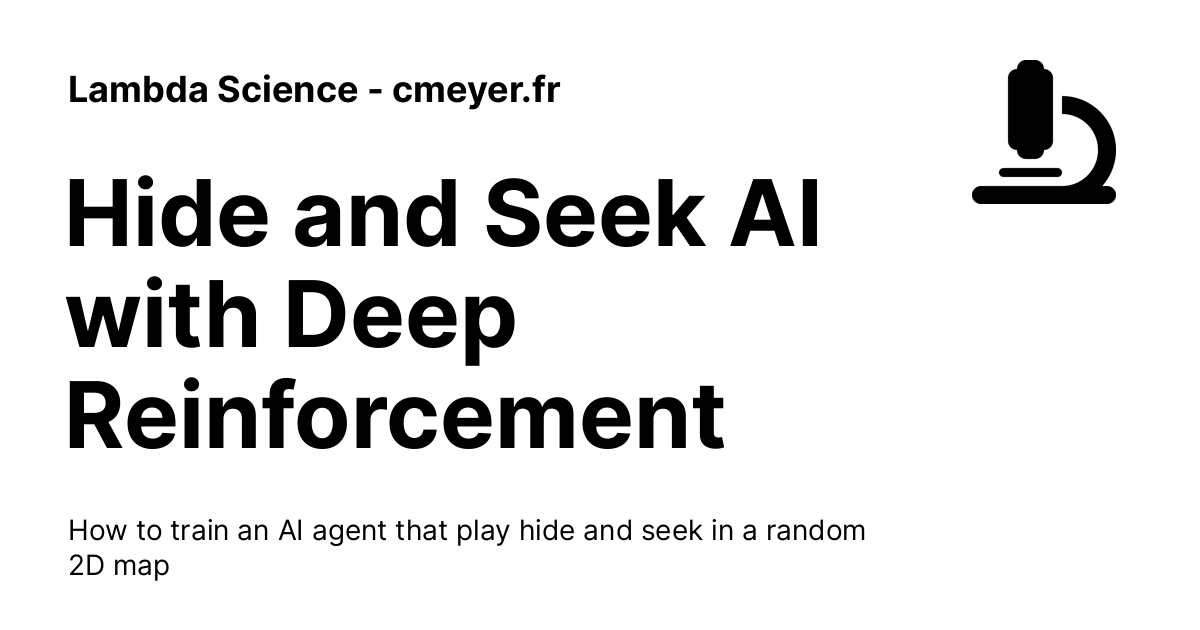 Lambda Science - cmeyer.fr
Hide and Seek AI
with Deep
Reinforcement
How to train an AI agent that play hide and seek in a random
2D map